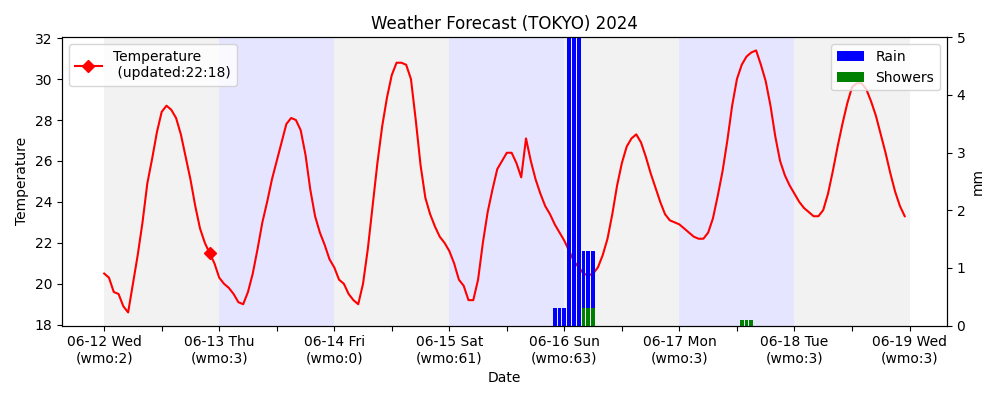 Weather Forecast (TOKYO) 2024
Temperature
(updated:22:18)
Rain
Showers
32
30
28
26
24
22
20
18
Temperature
5
4
3
2
1
0
mm
06-12 Wed
(wmo:2)
06-13 Thu
(wmo:3)
06-14 Fri
(wmo:0)
06-15 Sat
(wmo:61)
06-16 Sun
(wmo:63)
06-17 Mon
(wmo:3)
06-18 Tue
(wmo:3)
06-19 Wed
(wmo:3)
Date